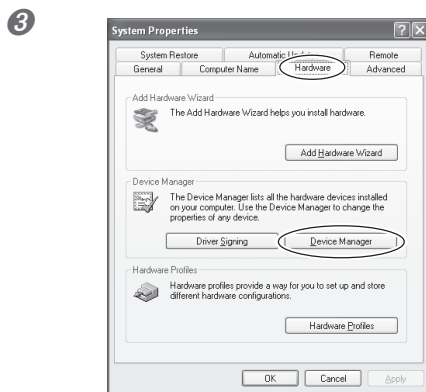 3
System Properties
System Restore Automatic Remote
General Computer Name Hardware Advanced
Add Hardware Wizard
The Add Hardware Wizard helps you install hardware.
Add Hardware Wizard
Device Manager
The Device Manager lists all the hardware devices installed
on your computer. Use the Device Manager to change the
properties of any device.
Driver Signing Device Manager
Hardware Profiles
Hardware profiles provide a way for you to set up and store
different hardware configurations.
Hardware Profiles
OK Cancel Apply